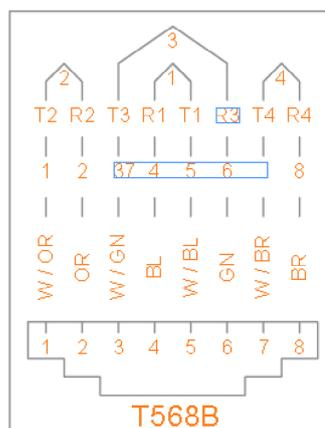 3
2 1 4
T2 R2 T3 R1 T1 R3 T4 R4
1 2 37 4 5 6 8
W / OR OR W / GN BL W / BL GN W / BR BR
1 2 3 4 5 6 7 8
T568B